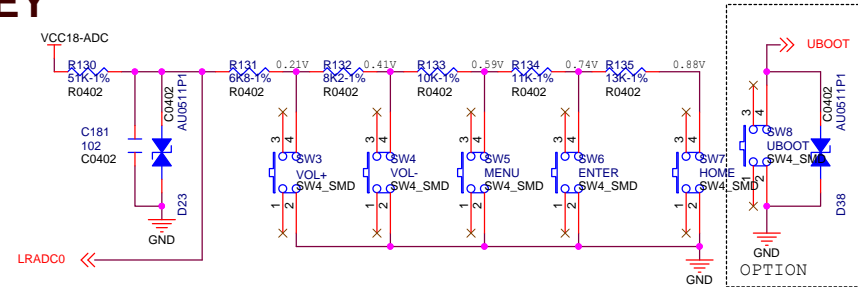 EY
VCC18-ADC
R130
51K-1%
R0402
R131
6K8-1%
R0402
0.21V
R132
8K2-1%
R0402
0.41V
R133
10K-1%
R0402
0.59V
R134
11K-1%
R0402
0.74V
R135
13K-1%
R0402
0.88V
C181
102
C0402
C0402
AU0511P1
D23
GND
LRADC0
3
4
SW3
VOL+
SW4_SMD
1
2
3
4
SW4
VOL-
SW4_SMD
1
2
3
4
SW5
MENU
SW4_SMD
1
2
3
4
SW6
ENTER
SW4_SMD
1
2
3
4
SW7
HOME
SW4_SMD
1
2
GND
UBOOT
3
4
SW8
UBOOT
SW4_SMD
1
2
C0402
AU0511P1
D38
GND
OPTION